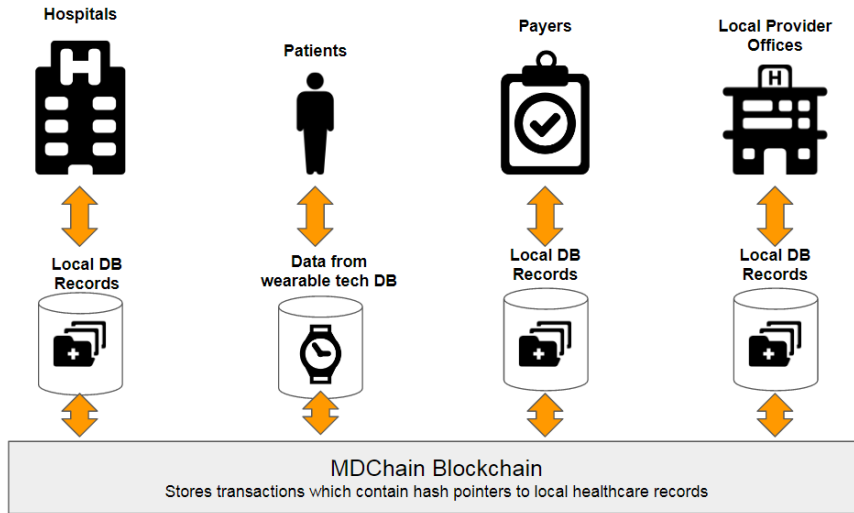 Hospitals
Patients
Payers
Local Provider
Offices
H
H
Local DB
Records
Data from
wearable tech DB
Local DB
Records
Local DB
Records
MDChain Blockchain
Stores transactions which contain hash pointers to local healthcare records